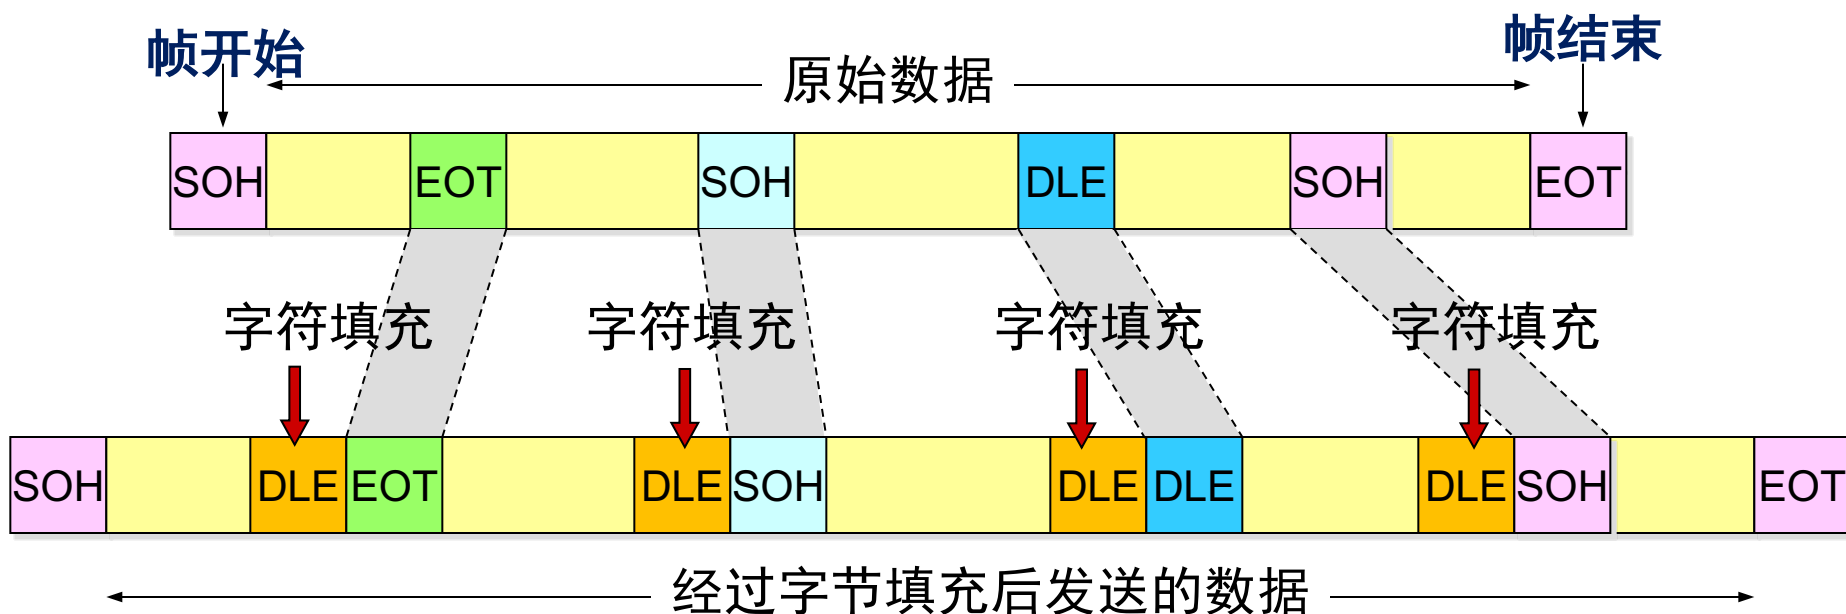 帧开始
帧结束
原始数据
SOH EOT SOH DLE SOH EOT
字符填充 字符填充 字符填充 字符填充
SOH DLE EOT DLE SOH DLE DLE DLE SOH EOT
经过字节填充后发送的数据